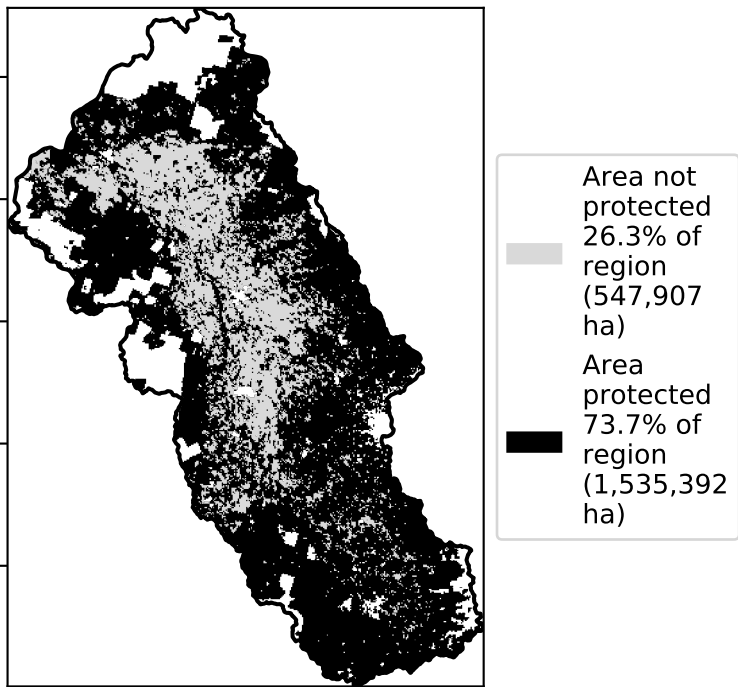 Area not
protected
26.3% of
region
(547,907
ha)
Area
protected
73.7% of
region
(1,535,392
ha)